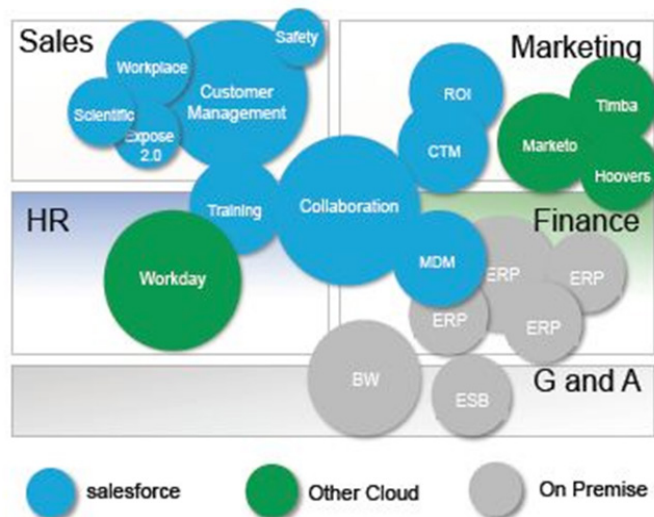 Sales
Safety
Workplace
Customer
Management
Scientific
Expose
2.0
Marketing
ROI
CTM
Timba
Marketo
Hoovers
HR
Training
Collaboration
Workday
Finance
MDM
ERP
ERP
ERP
ERP
G and A
BW
ESB
salesforce
Other Cloud
On Premise